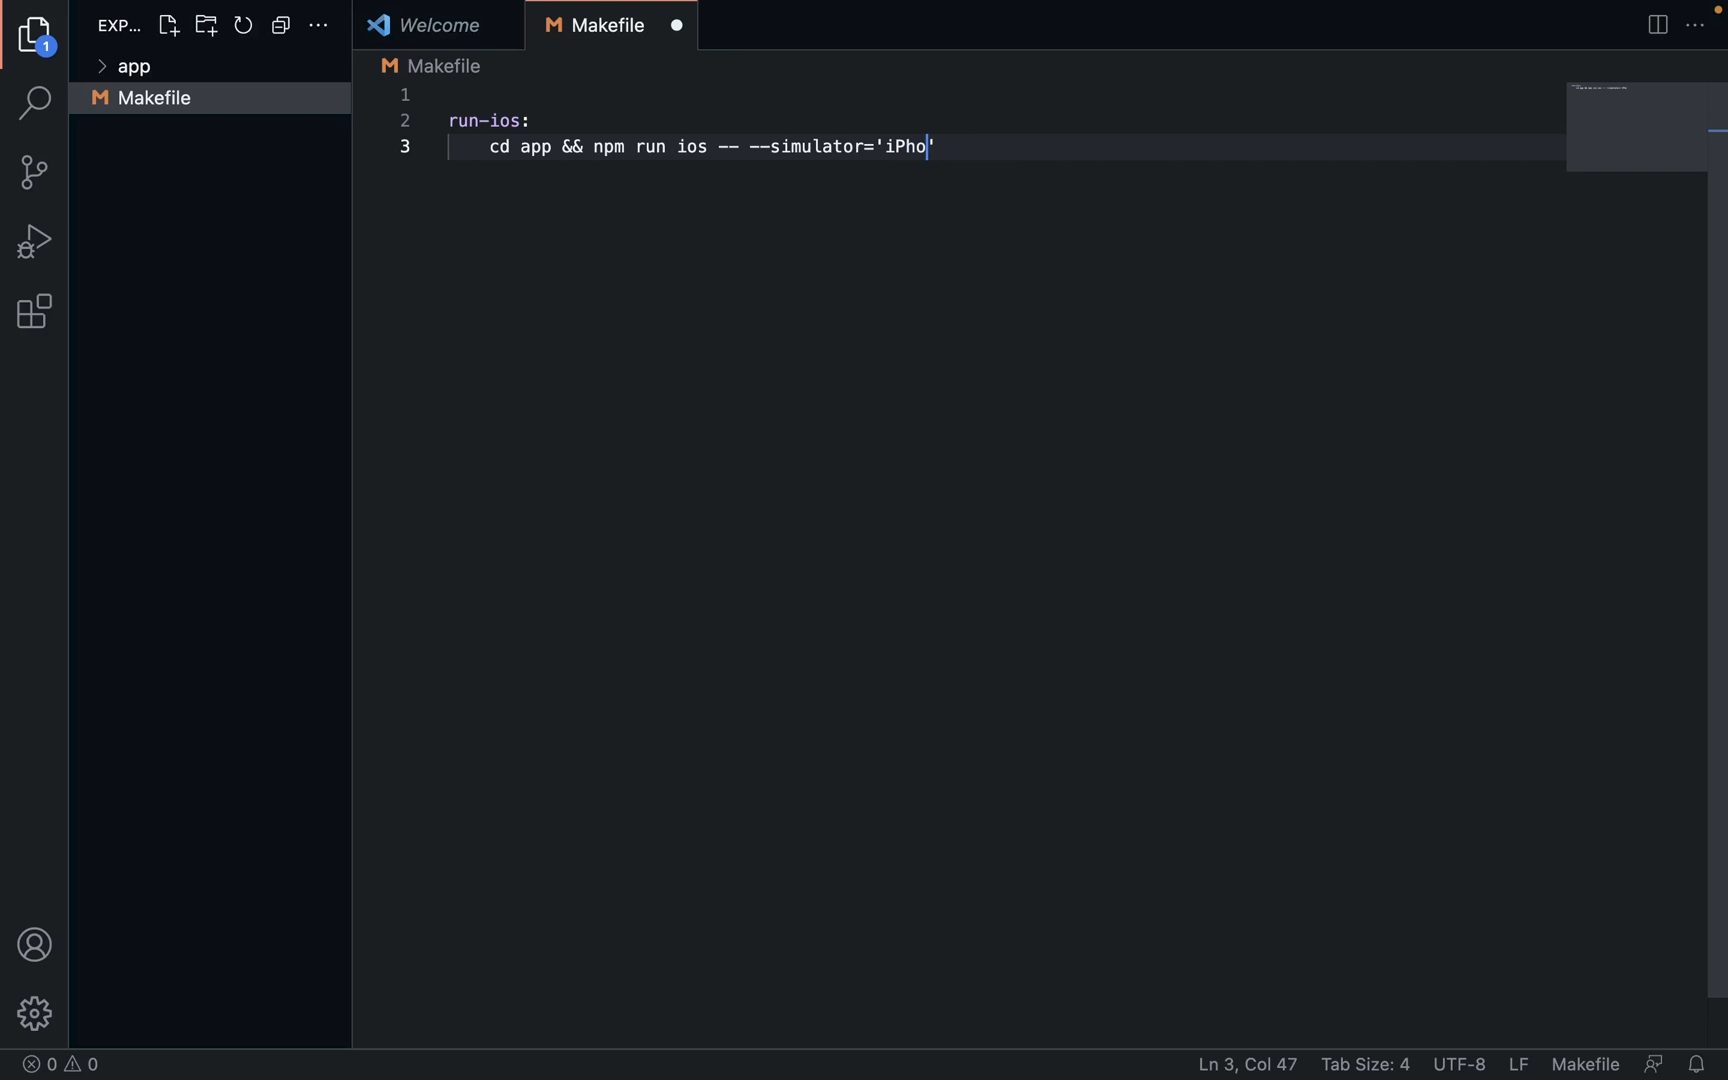 1
EXP...
Welcome
M Makefile
app
M Makefile
M Makefile
1
2 run-ios:
3 cd app && npm run ios -- --simulator='iPho'
0 0
Ln 3, Col 47 Tab Size: 4 UTF-8 LF Makefile